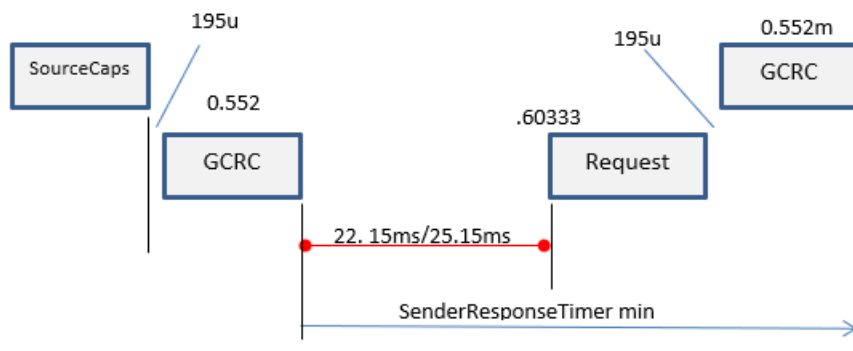 195u
0.552m
195u
SourceCaps
GCRC
0.552
.60333
GCRC
Request
22. 15ms/25.15ms
SenderResponseTimer min